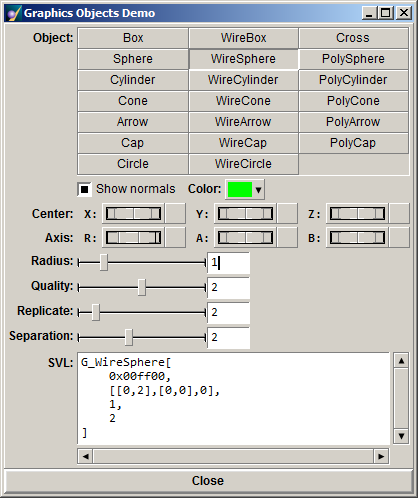 Graphics Objects Demo
Object: Box WireBox Cross
Sphere WireSphere PolySphere
Cylinder WireCylinder PolyCylinder
Cone WireCone PolyCone
Arrow WireArrow PolyArrow
Cap WireCap PolyCap
Circle WireCircle
Show normals Color:
Center: X: Y: Z:
Axis: R: A: B:
Radius: 1
Quality: 2
Replicate: 2
Separation: 2
SVL: G_WireSphere[
0x00ff00,
[[0,2],[0,0],0],
1,
2
]
Close